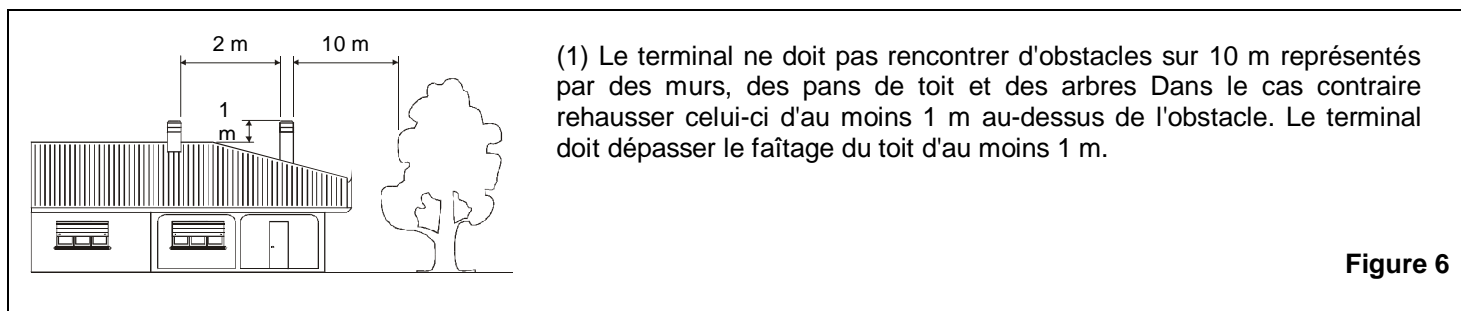 2 m
10 m
1
m
(1) Le terminal ne doit pas rencontrer d'obstacles sur 10 m représentés
par des murs, des pans de toit et des arbres Dans le cas contraire
rehausser celui-ci d'au moins 1 m au-dessus de l'obstacle. Le terminal
doit dépasser le faîtage du toit d'au moins 1 m.
Figure 6